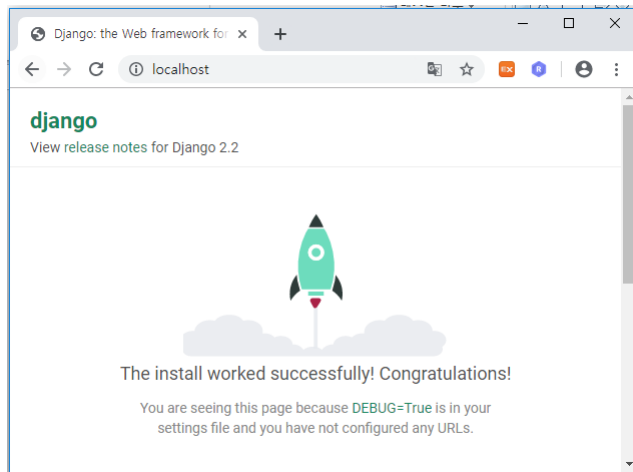 Django: the Web framework for
localhost
EX
R
django
View release notes for Django 2.2
The install worked successfully! Congratulations!
You are seeing this page because DEBUG=True is in your
settings file and you have not configured any URLs.